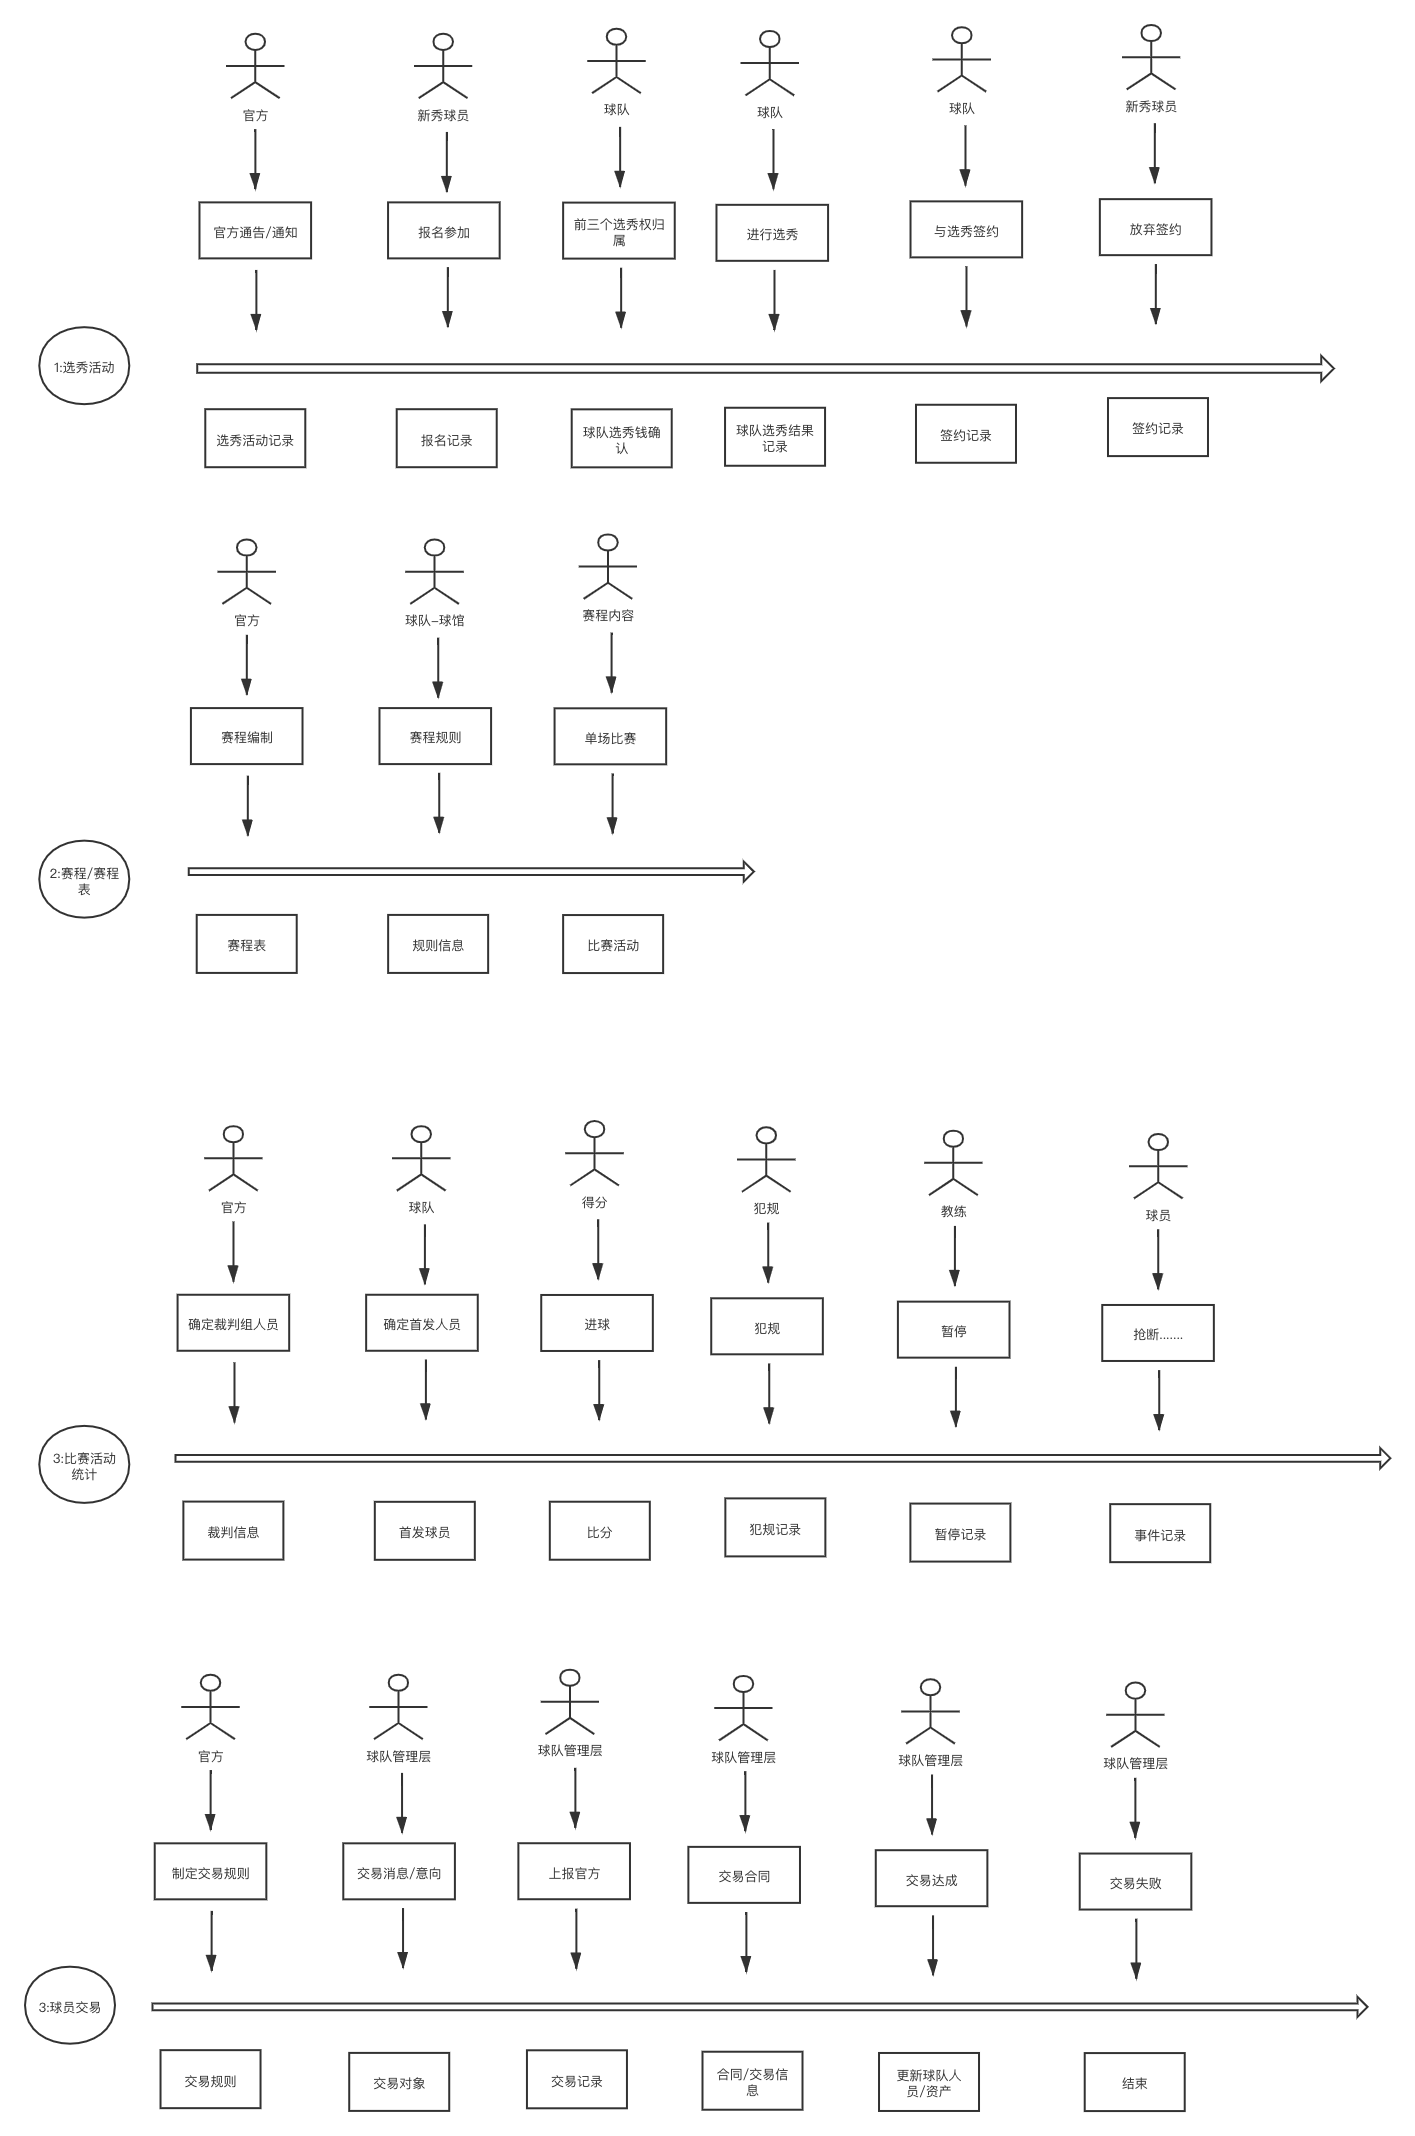 官方
新秀球员
球队
球队
球队
新秀球员
官方通告/通知
报名参加
前三个选秀权归
属
进行选秀
与选秀签约
放弃签约
1:选秀活动
选秀活动记录
报名记录
球队选秀钱确
认
球队选秀结果
记录
签约记录
签约记录
官方
球队–球馆
赛程内容
赛程编制
赛程规则
单场比赛
2:赛程/赛程
表
赛程表
规则信息
比赛活动
官方
球队
得分
犯规
教练
球员
确定裁判组人员
确定首发人员
进球
犯规
暂停
抢断.......
3:比赛活动
统计
裁判信息
首发球员
比分
犯规记录
暂停记录
事件记录
官方
球队管理层
球队管理层
球队管理层
球队管理层
球队管理层
制定交易规则
交易消息/意向
上报官方
交易合同
交易达成
交易失败
3:球员交易
交易规则
交易对象
交易记录
合同/交易信
息
更新球队人
员/资产
结束